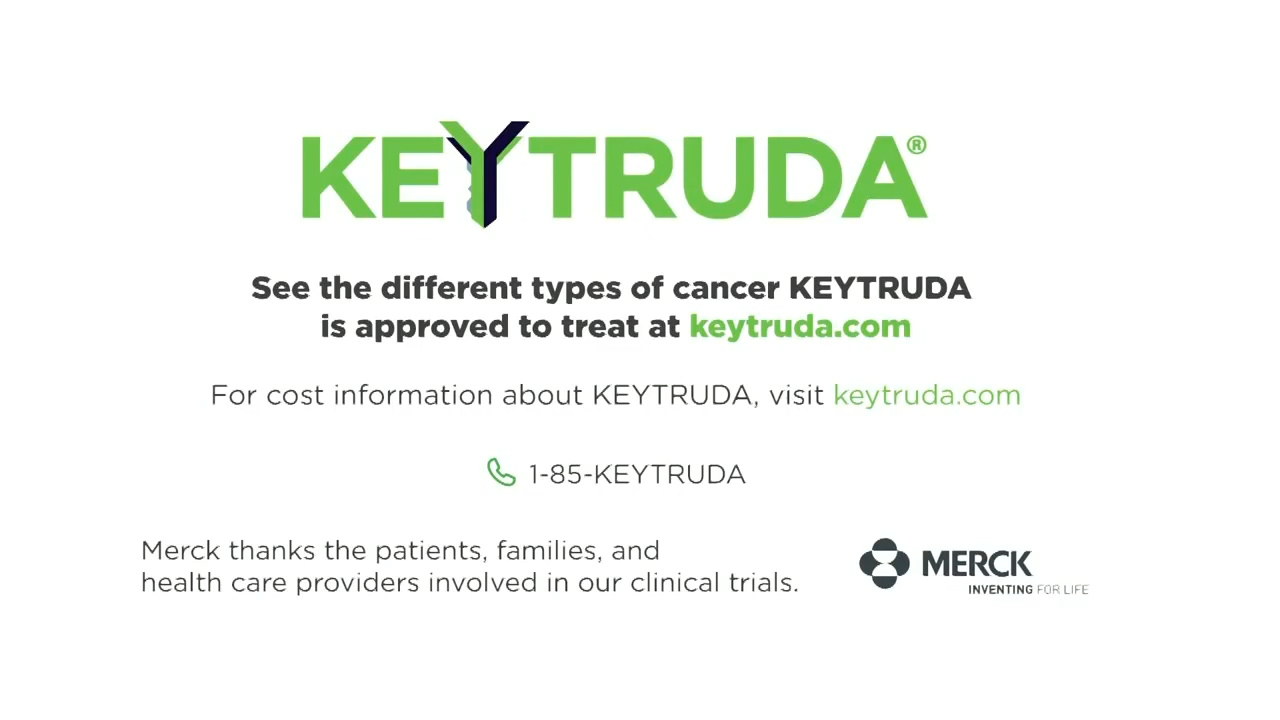 KEYTRUDA®
See the different types of cancer KEYTRUDA
is approved to treat at keytruda.com
For cost information about KEYTRUDA, visit keytruda.com
1-85-KEYTRUDA
Merck thanks the patients, families, and
health care providers involved in our clinical trials.
MERCK
INVENTING FOR LIFE